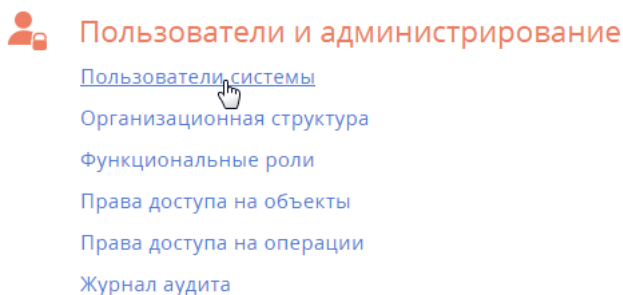 Пользователи и администрирование
Пользователи системы
Организационная структура
Функциональные роли
Права доступа на объекты
Права доступа на операции
Журнал аудита